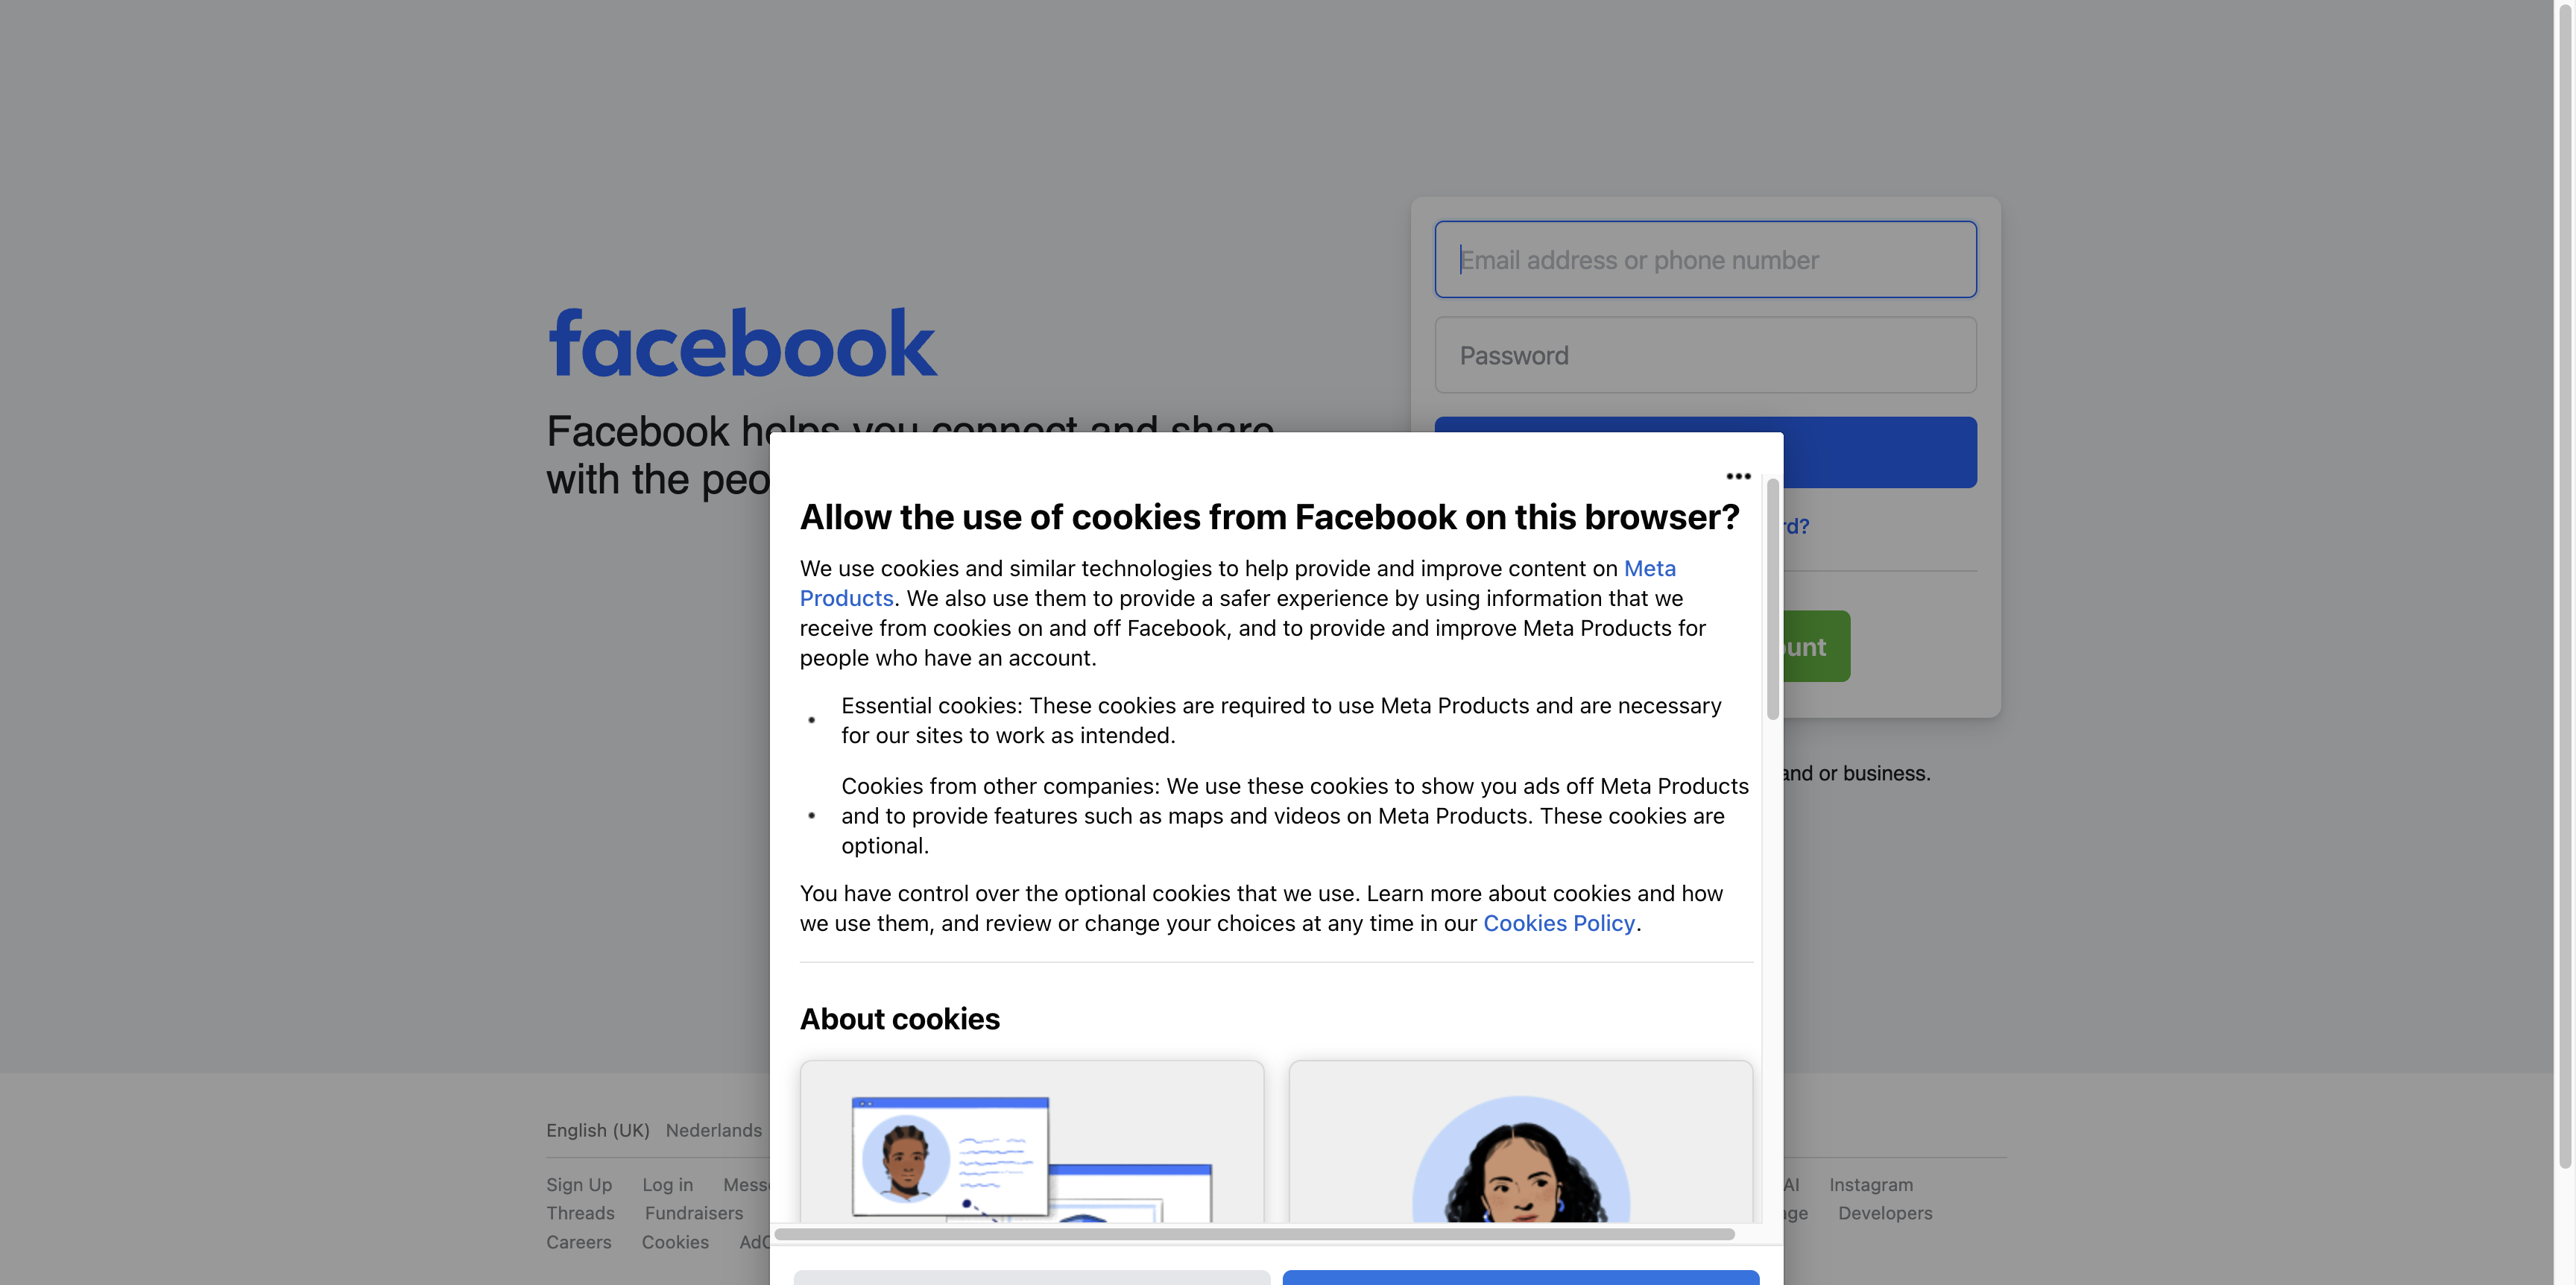 facebook
Facebook helps you connect and share
with the peo
Email address or phone number
Password
rd?
ount
and or business.
Allow the use of cookies from Facebook on this browser?
We use cookies and similar technologies to help provide and improve content on Meta
Products. We also use them to provide a safer experience by using information that we
receive from cookies on and off Facebook, and to provide and improve Meta Products for
people who have an account.
• Essential cookies: These cookies are required to use Meta Products and are necessary
for our sites to work as intended.
• Cookies from other companies: We use these cookies to show you ads off Meta Products
and to provide features such as maps and videos on Meta Products. These cookies are
optional.
You have control over the optional cookies that we use. Learn more about cookies and how
we use them, and review or change your choices at any time in our Cookies Policy.
About cookies
English (UK) Nederlands
Sign Up Log in Messe AI Instagram
Threads Fundraisers age Developers
Careers Cookies AdC